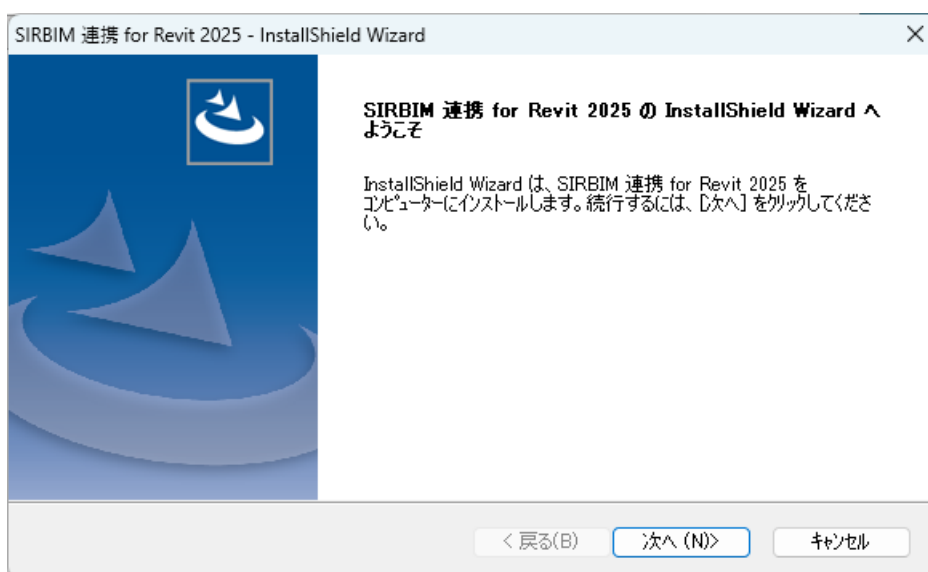 SIRBIM 連携 for Revit 2025 - InstallShield Wizard
SIRBIM 連携 for Revit 2025 の InstallShield Wizard へ
ようこそ
InstallShield Wizard は、SIRBIM 連携 for Revit 2025 を
コンピューターにインストールします。続行するには、[次へ] をクリックしてくださ
い。
< 戻る(B)
次へ (N)>
キャンセル